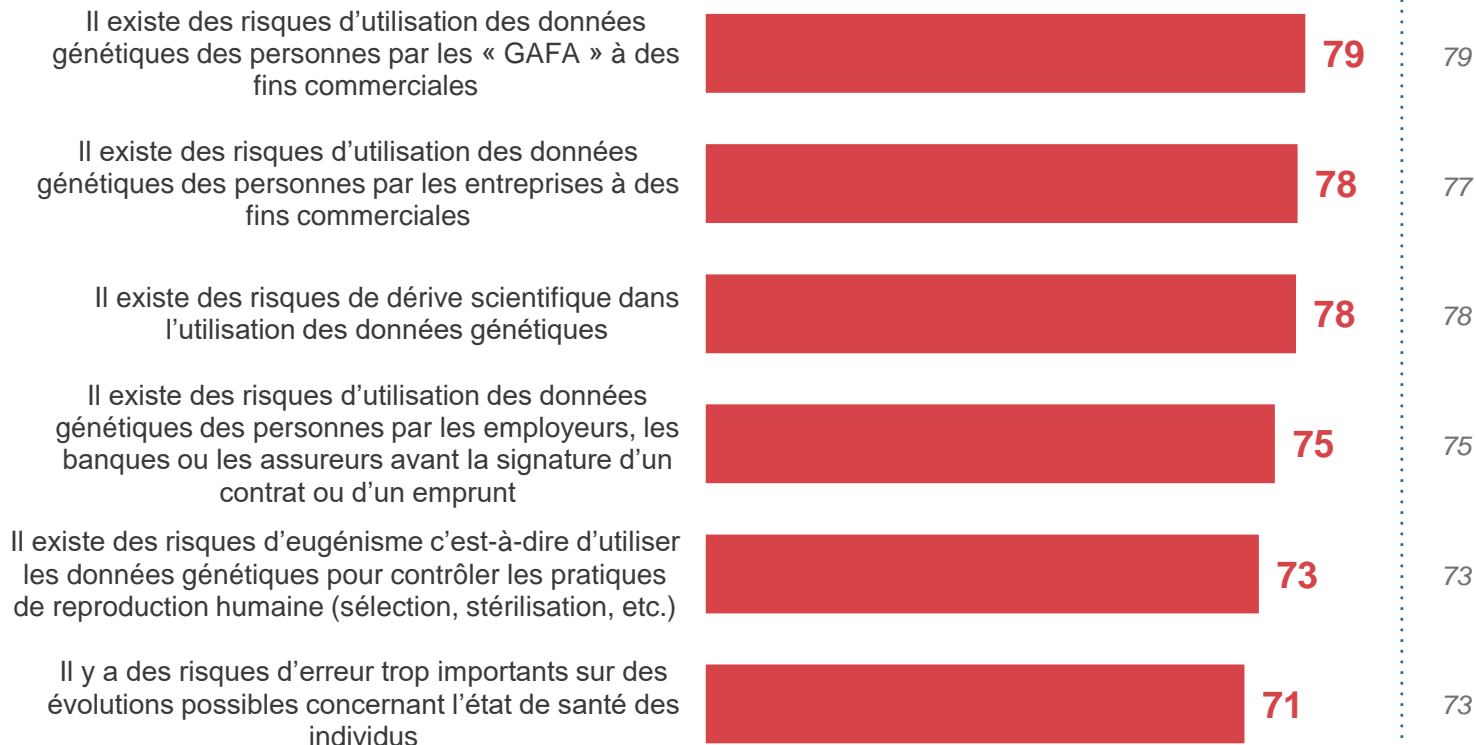 Il existe des risques d’utilisation des données
génétiques des personnes par les « GAFA » à des
fins commerciales
79
79
Il existe des risques d’utilisation des données
génétiques des personnes par les entreprises à des
fins commerciales
78
77
Il existe des risques de dérive scientifique dans
l’utilisation des données génétiques
78
78
Il existe des risques d’utilisation des données
génétiques des personnes par les employeurs, les
banques ou les assureurs avant la signature d’un
contrat ou d’un emprunt
75
75
Il existe des risques d’eugénisme c’est-à-dire d’utiliser
les données génétiques pour contrôler les pratiques
de reproduction humaine (sélection, stérilisation, etc.)
73
73
Il y a des risques d’erreur trop importants sur des
évolutions possibles concernant l’état de santé des
individus
71
73